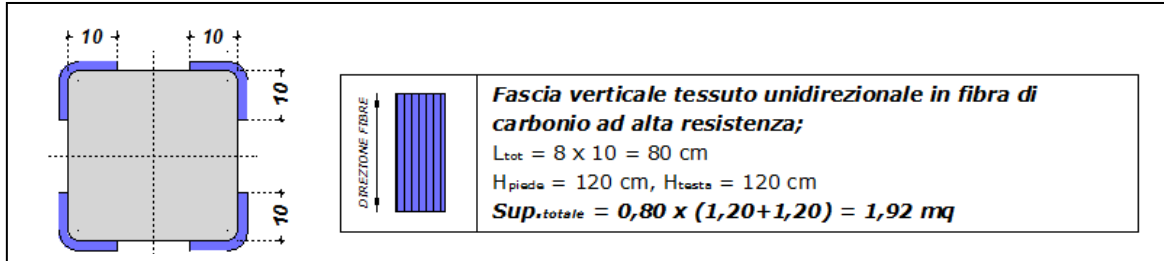 10
10
10
10
10
DIREZIONE FIBRE
Fascia verticale tessuto unidirezionale in fibra di
carbonio ad alta resistenza;
Ltot = 8 x 10 = 80 cm
Hpiede = 120 cm, Htesta = 120 cm
Sup.totale = 0,80 x (1,20+1,20) = 1,92 mq